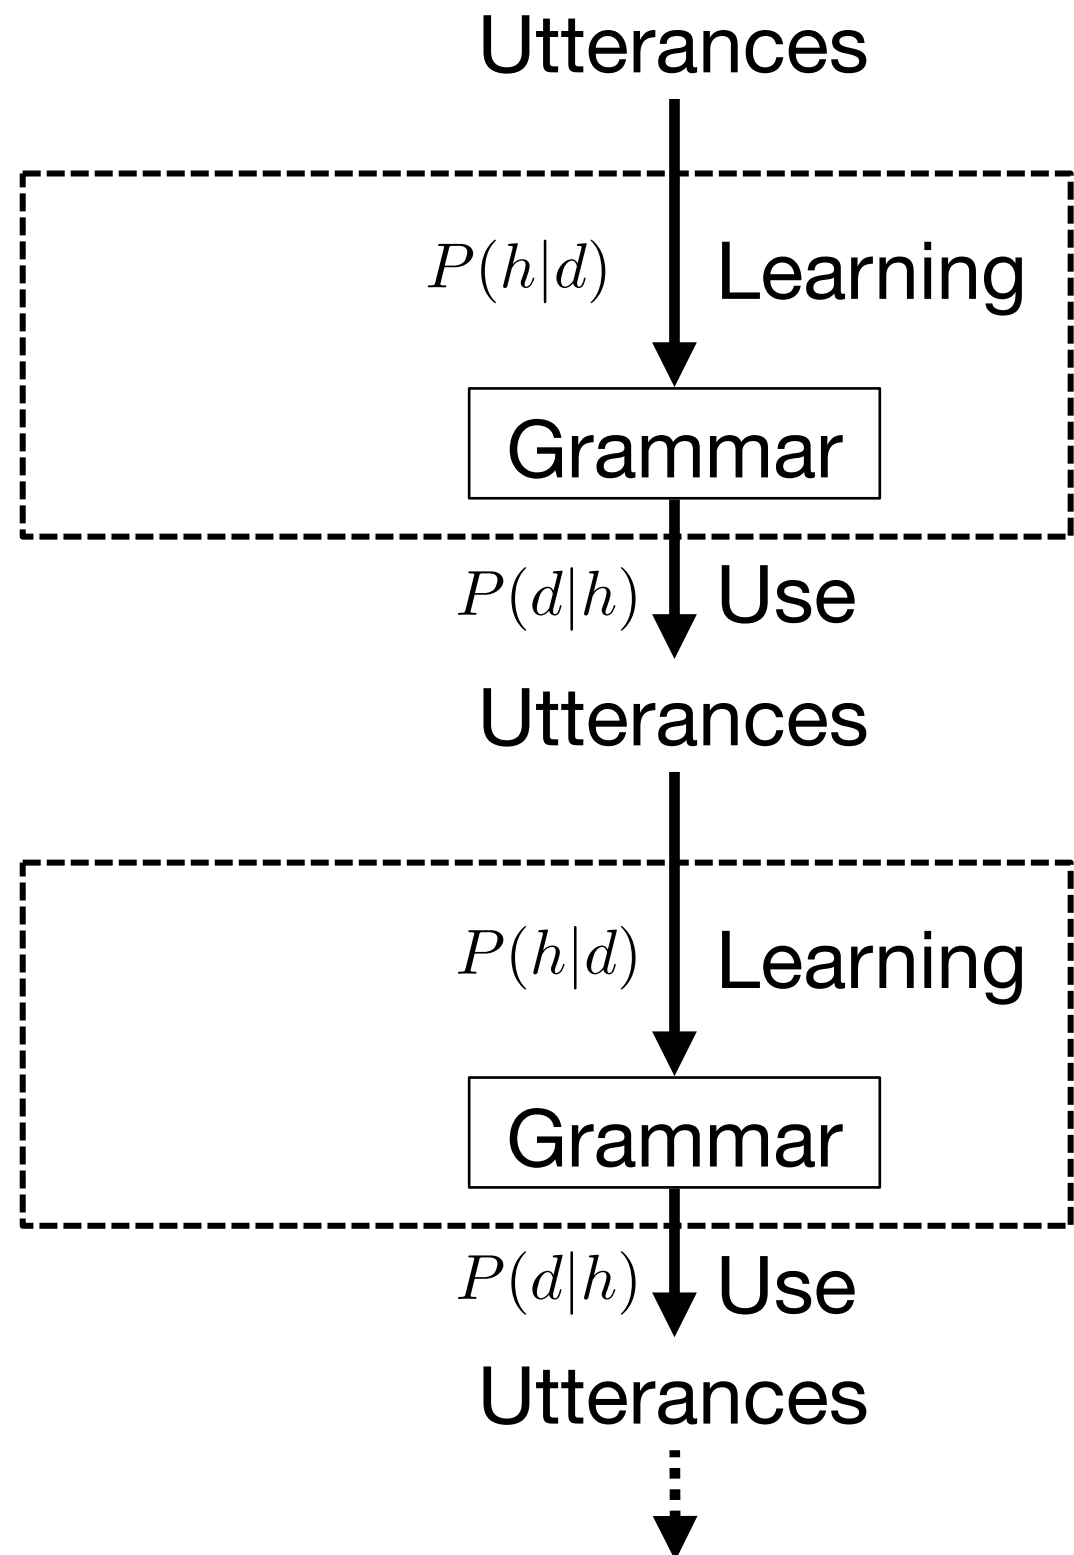 Utterances
P(h|d) Learning
Grammar
P(d|h) Use
Utterances
P(h|d) Learning
Grammar
P(d|h) Use
Utterances